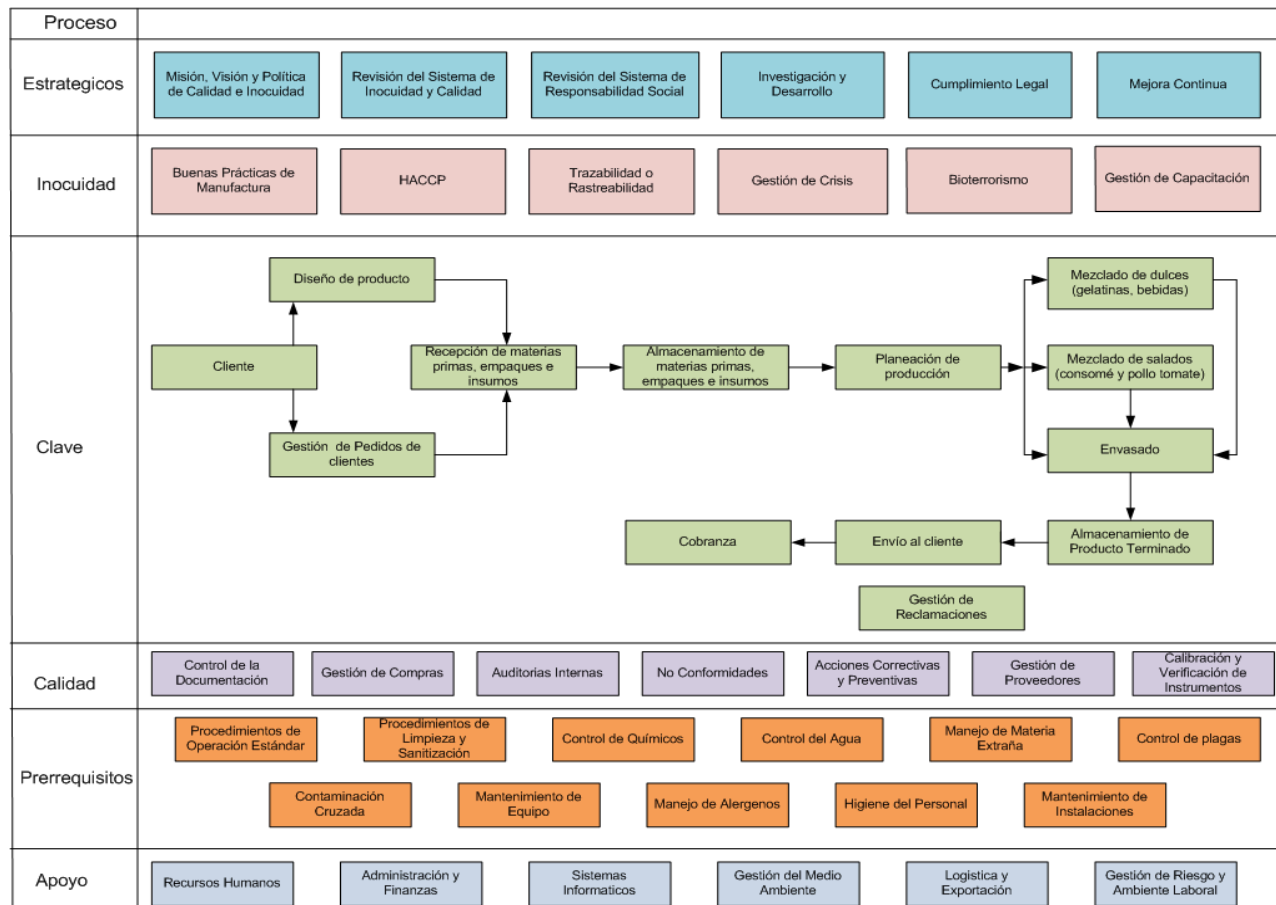 Proceso
Estrategicos
Misión, Visión y Política
de Calidad e Inocuidad
Revisión del Sistema de
Inocuidad y Calidad
Revisión del Sistema de
Responsabilidad Social
Investigación y
Desarrollo
Cumplimiento Legal
Mejora Continua
Inocuidad
Buenas Prácticas de
Manufactura
HACCP
Trazabilidad o
Rastreabilidad
Gestión de Crisis
Bioterrorismo
Gestión de Capacitación
Clave
Diseño de producto
Cliente
Gestión de Pedidos de
clientes
Recepción de materias
primas, empaques e
insumos
Almacenamiento de
materias primas,
empaques e insumos
Planeación de
producción
Mezclado de dulces
(gelatinas, bebidas)
Mezclado de salados
(consomé y pollo tomate)
Envasado
Almacenamiento de
Producto Terminado
Envío al cliente
Cobranza
Gestión de
Reclamaciones
Calidad
Control de la
Documentación
Gestión de Compras
Auditorias Internas
No Conformidades
Acciones Correctivas
y Preventivas
Gestión de
Proveedores
Calibración y
Verificación de
Instrumentos
Prerrequisitos
Procedimientos de
Operación Estándar
Procedimientos de
Limpieza y
Sanitización
Control de Químicos
Control del Agua
Manejo de Materia
Extraña
Control de plagas
Contaminación
Cruzada
Mantenimiento de
Equipo
Manejo de Alergenos
Higiene del Personal
Mantenimiento de
Instalaciones
Apoyo
Recursos Humanos
Administración y
Finanzas
Sistemas
Informaticos
Gestión del Medio
Ambiente
Logistica y
Exportación
Gestión de Riesgo y
Ambiente Laboral